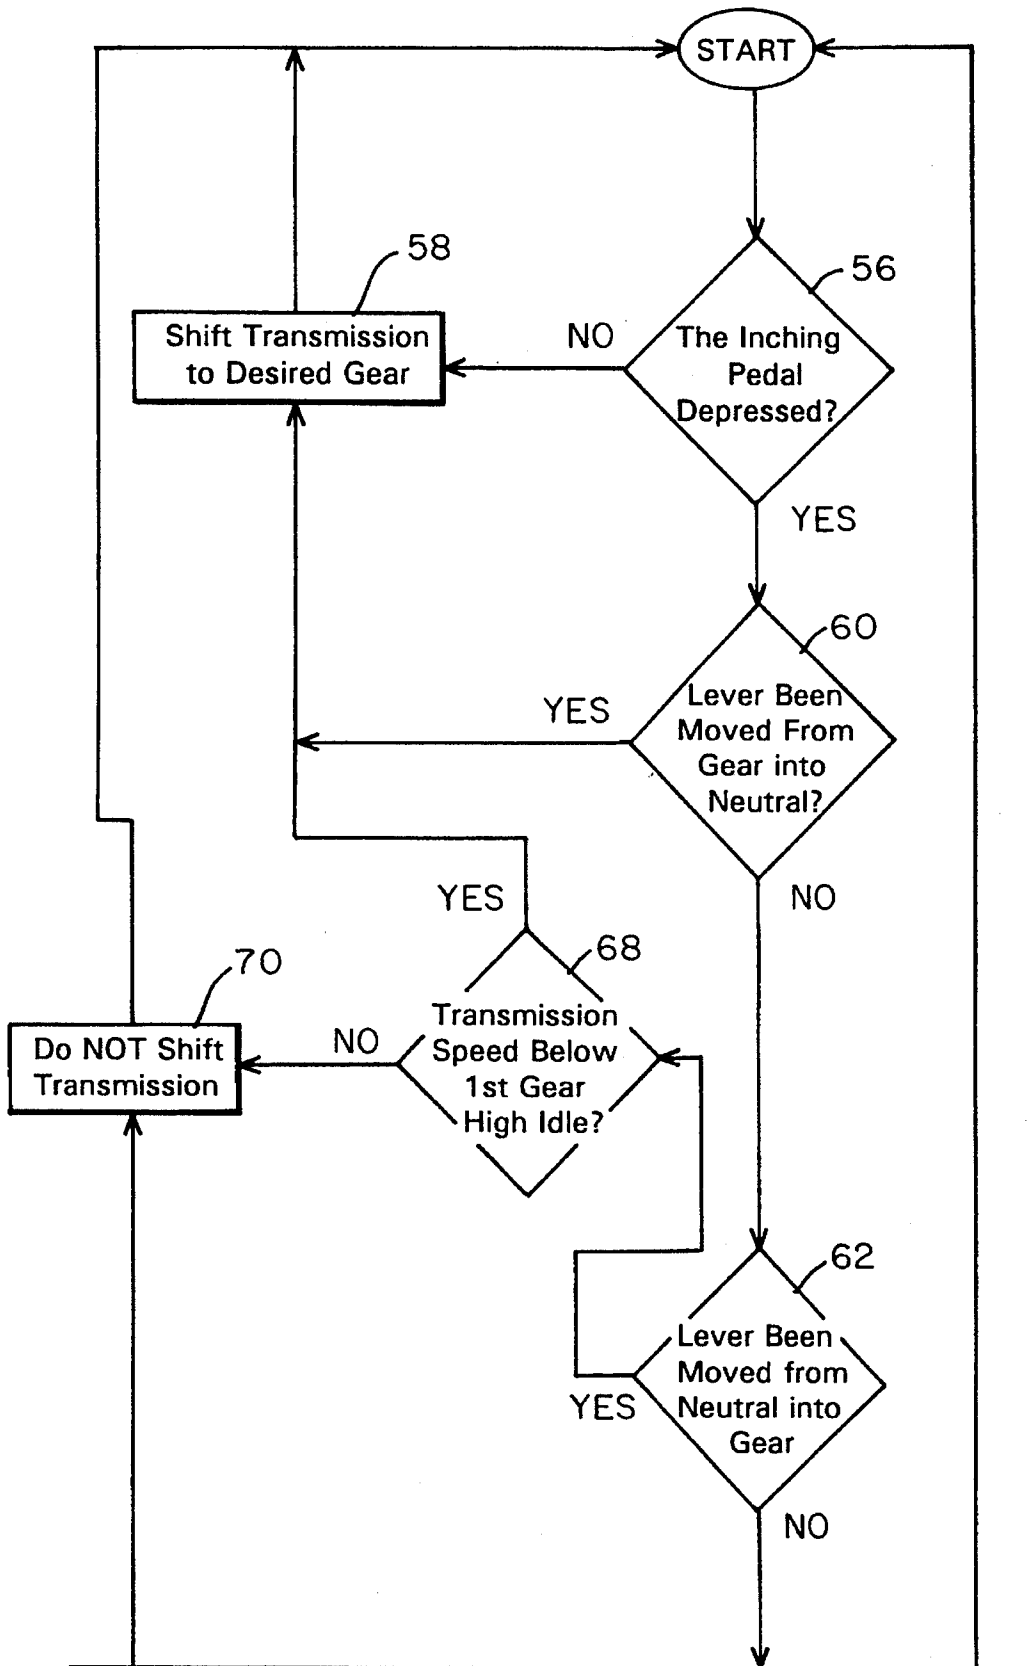 START
58
56
Shift Transmission
to Desired Gear
NO
The Inching
Pedal
Depressed?
YES
60
Lever Been
Moved From
Gear into
Neutral?
YES
NO
YES
68
70
Transmission
Speed Below
1st Gear
High Idle?
NO
Do NOT Shift
Transmission
62
Lever Been
Moved from
Neutral into
Gear
YES
NO